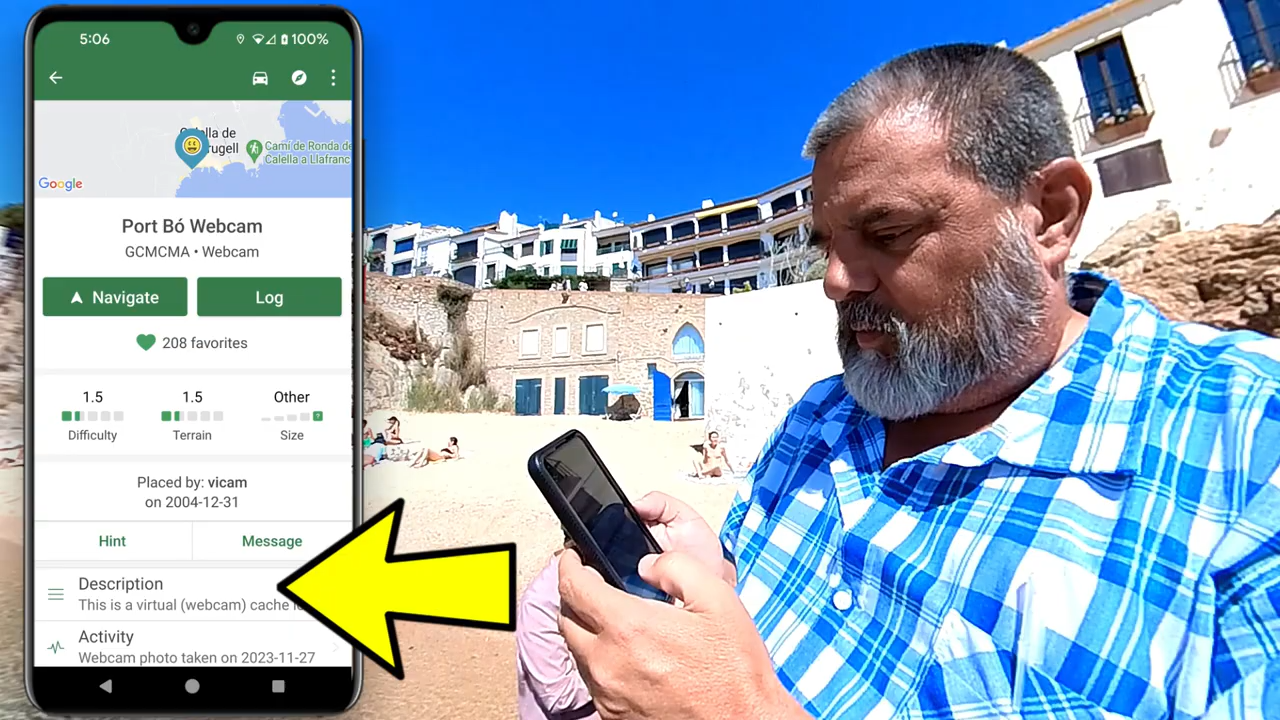 5:06
100%
lla de
rugell
Camí de Ronda de
Calella a Llafranc
Google
Port Bó Webcam
GCMCMA • Webcam
Navigate
Log
208 favorites
1.5
1.5
Other
Difficulty
Terrain
Size
Placed by: vicam
on 2004-12-31
Hint
Message
Description
This is a virtual (webcam) cache
Activity
Webcam photo taken on 2023-11-27